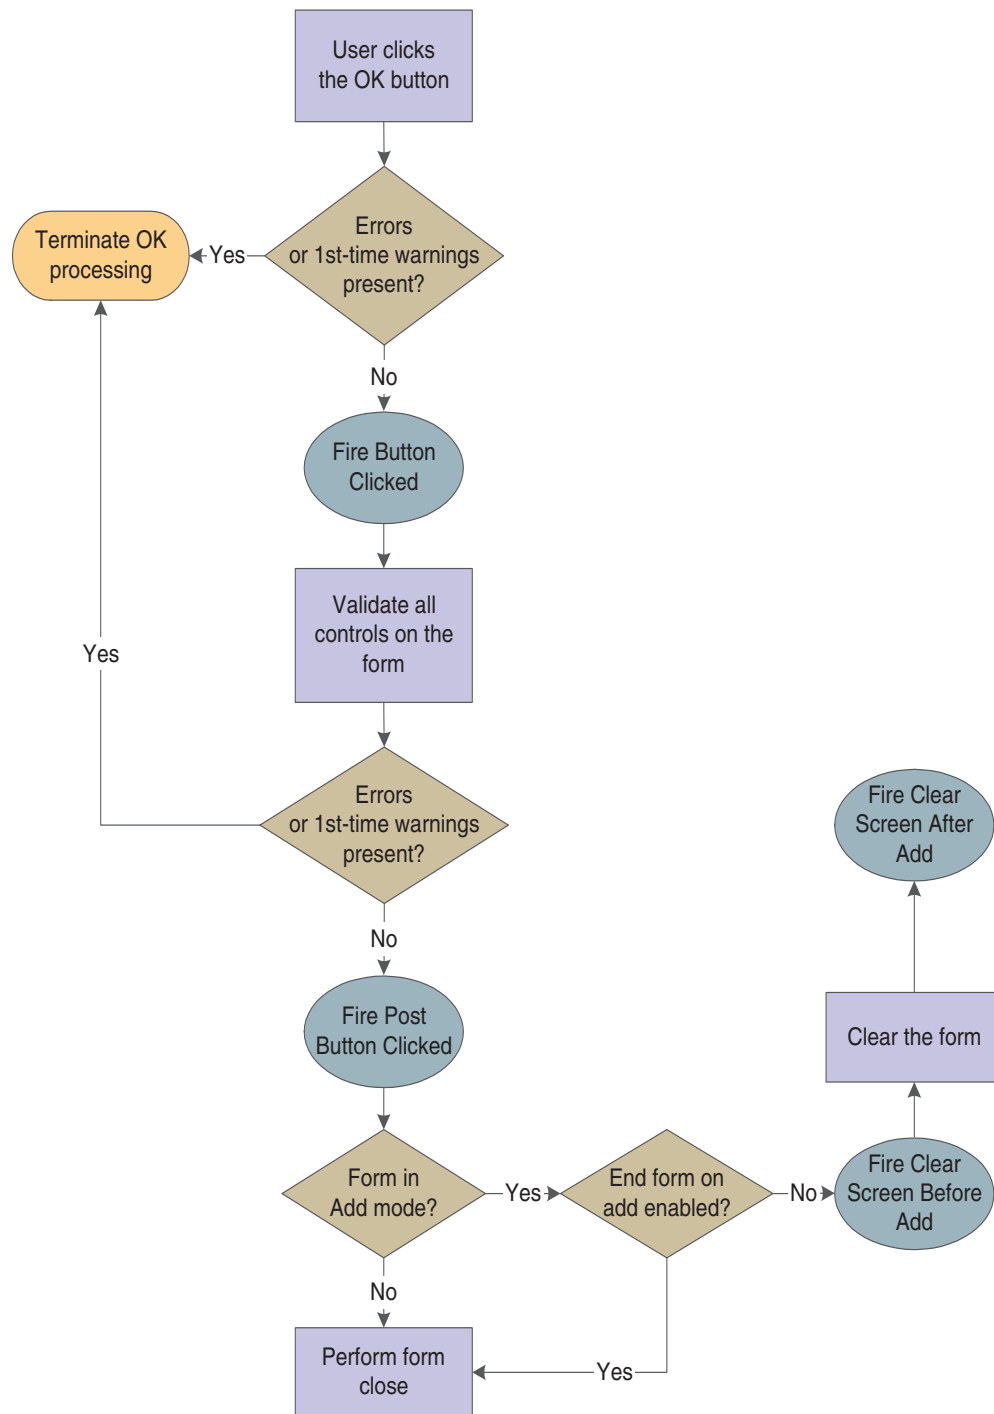 User clicks
the OK button
Errors
or 1st-time warnings
present?
Yes
Terminate OK
processing
No
Fire Button
Clicked
Validate all
controls on the
form
Yes
Errors
or 1st-time warnings
present?
No
Fire Post
Button Clicked
Form in
Add mode?
Yes
End form on
add enabled?
No
Fire Clear
Screen Before
Add
Clear the form
Fire Clear
Screen After
Add
No
Yes
Perform form
close